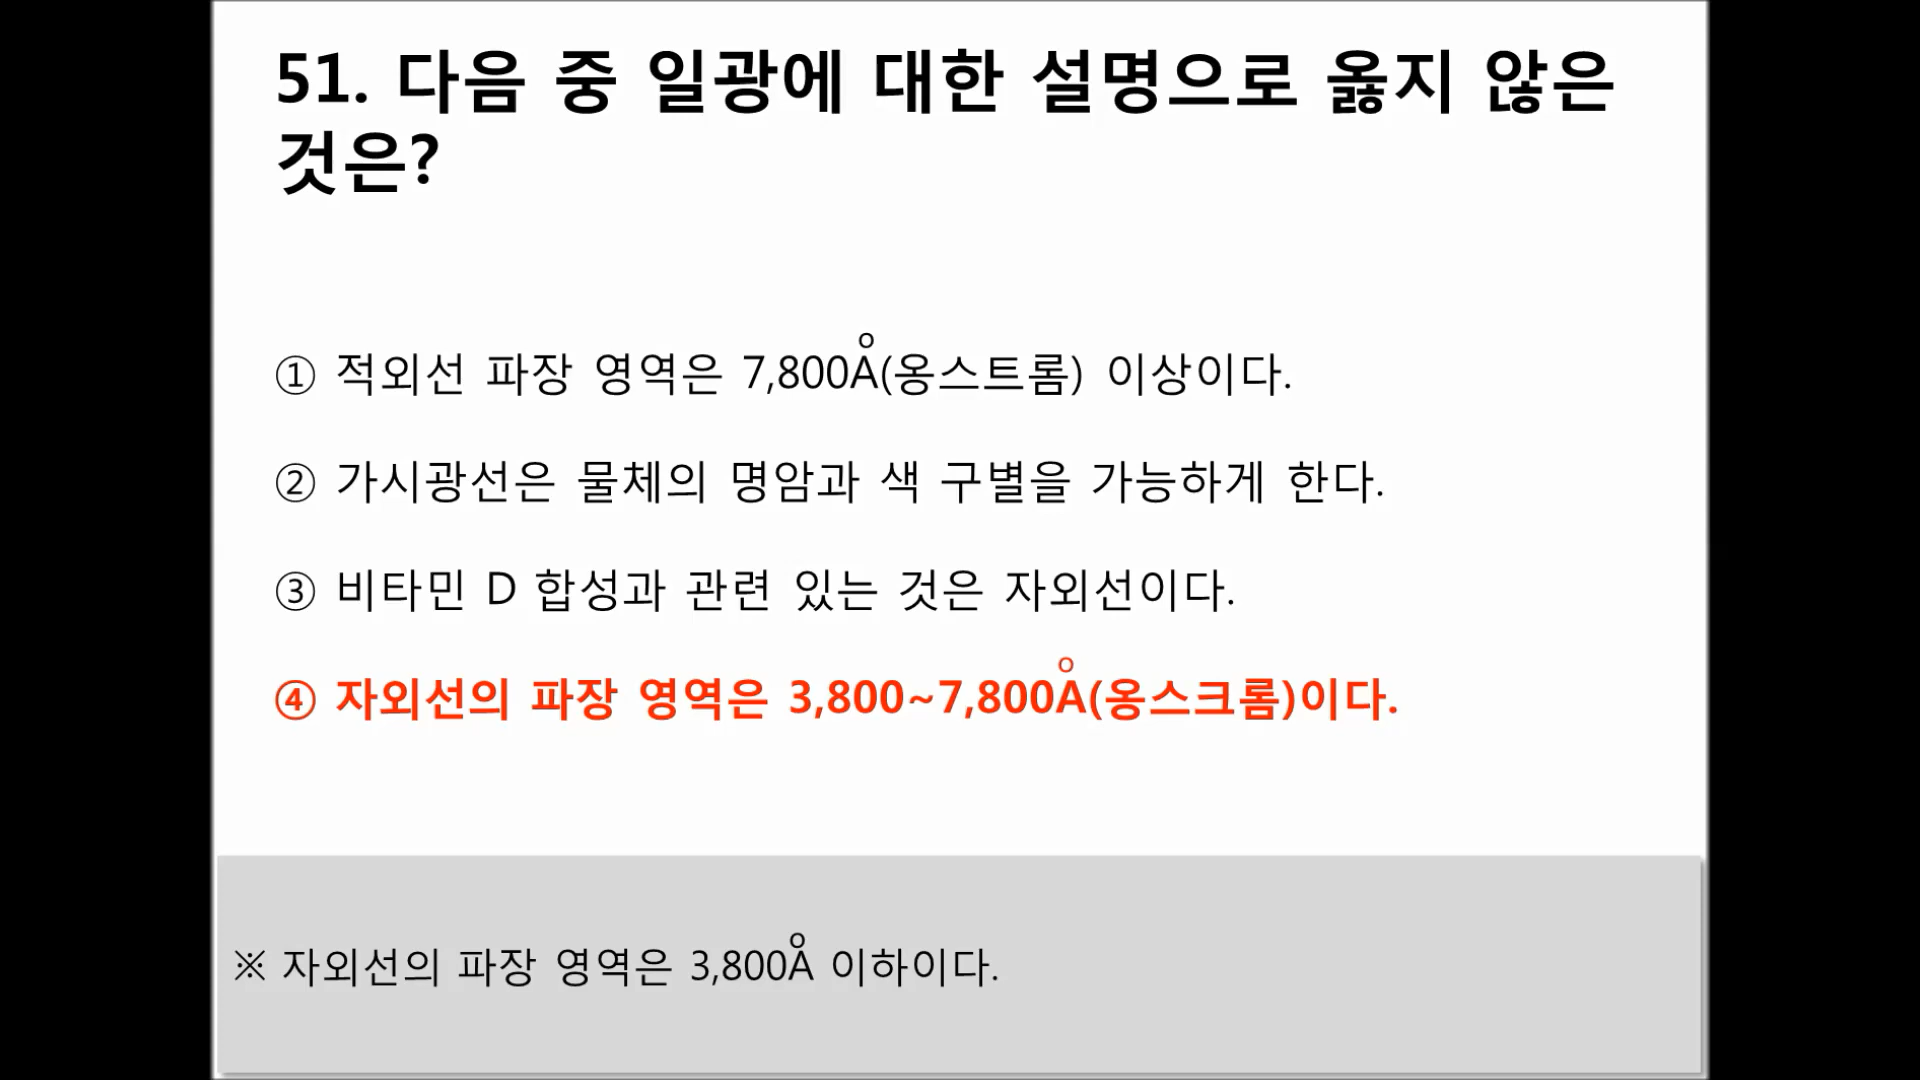 51. 다음 중 일광에 대한 설명으로 옳지 않은
것은?
① 적외선 파장 영역은 7,800Å(옹스트롬) 이상이다.
② 가시광선은 물체의 명암과 색 구별을 가능하게 한다.
③ 비타민 D 합성과 관련 있는 것은 자외선이다.
④ 자외선의 파장 영역은 3,800~7,800Å(옹스크롬)이다.
※ 자외선의 파장 영역은 3,800Å 이하이다.